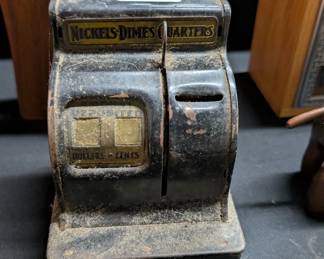 NICKELS·DIMES QUARTERS
DOLLARS - CENTS